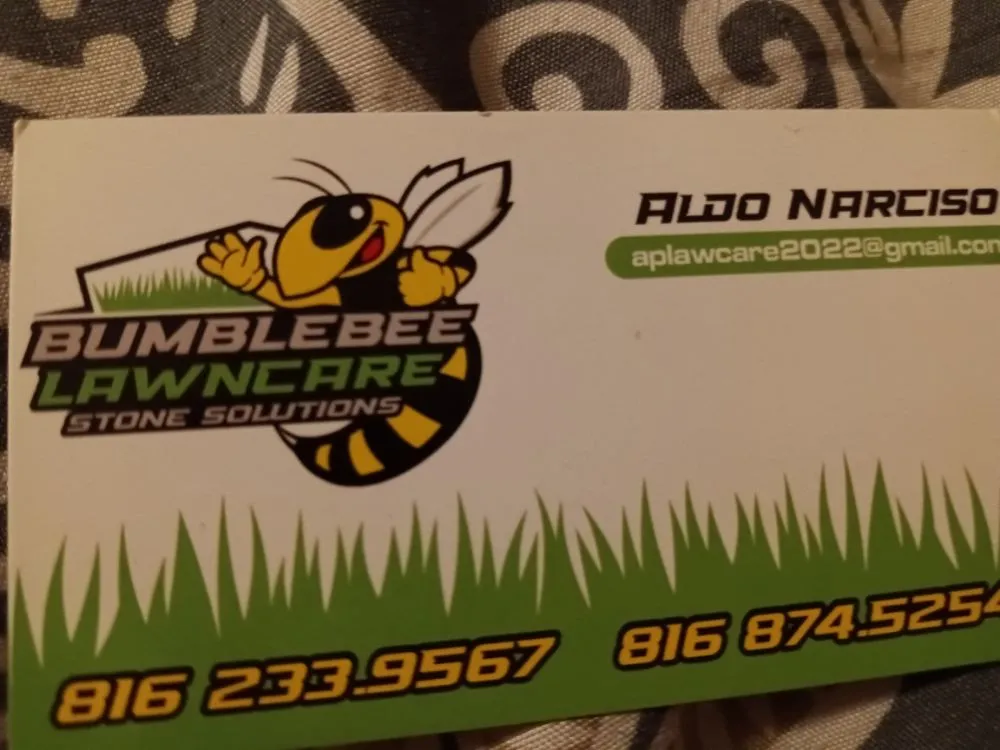 ALDO NARCISO
aplawcare2022@gmail.com
BUMBLEBEE
LAWNCARE
STONE SOLUTIONS
816 233.9567
816 874.5254